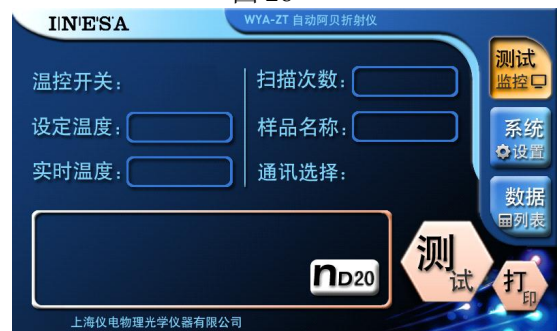 INESA
WYA-ZT 自动阿贝折射仪
温控开关：
扫描次数：
设定温度：
样品名称：
实时温度：
通讯选择：
测试
监控
系统
设置
数据
列表
nD20
测试
打印
上海仪电物理光学仪器有限公司